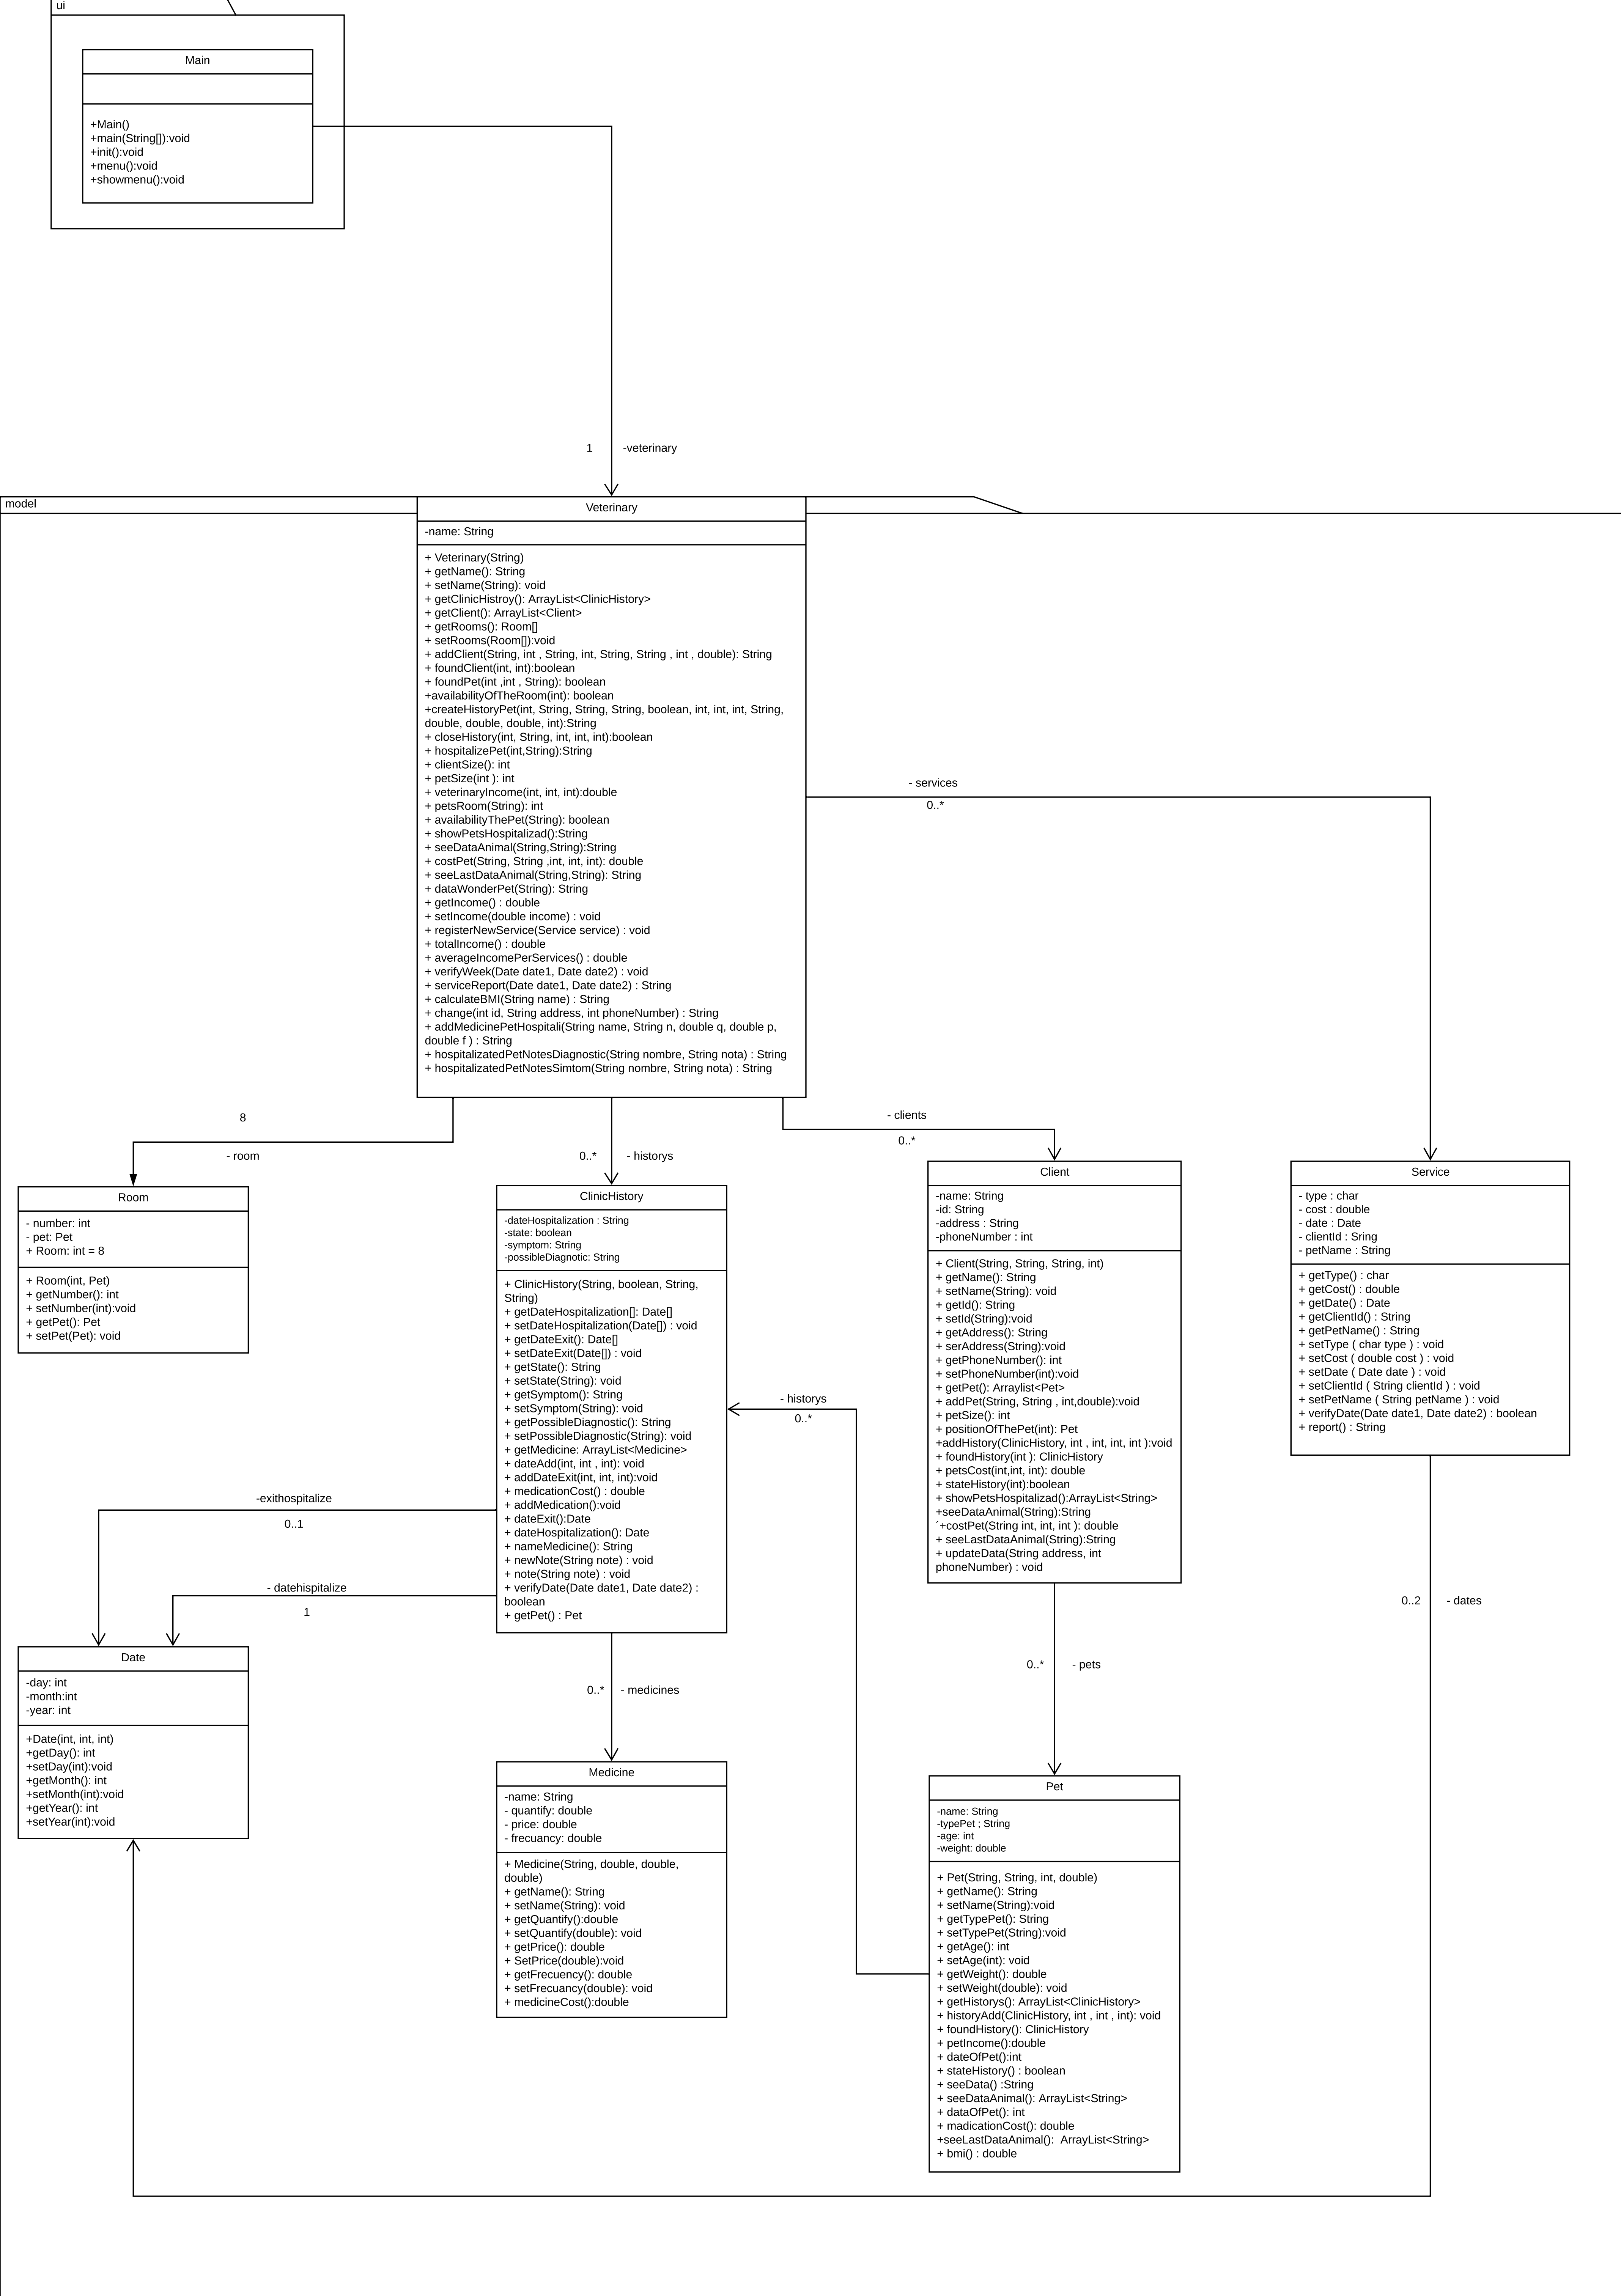 ui
Main
+Main()
+main(String[]):void
+init():void
+menu():void
+showmenu():void
1
-veterinary
model
Veterinary
-name: String
+ Veterinary(String)
+ getName(): String
+ setName(String): void
+ getClinicHistroy(): ArrayList<ClinicHistory>
+ getClient(): ArrayList<Client>
+ getRooms(): Room[]
+ setRooms(Room[]):void
+ addClient(String, int , String, int, String, String , int , double): String
+ foundClient(int, int):boolean
+ foundPet(int ,int , String): boolean
+availabilityOfTheRoom(int): boolean
+createHistoryPet(int, String, String, String, boolean, int, int, int, String,
double, double, double, int):String
+ closeHistory(int, String, int, int, int):boolean
+ hospitalizePet(int,String):String
+ clientSize(): int
+ petSize(int ): int
+ veterinaryIncome(int, int, int):double
+ petsRoom(String): int
+ availabilityThePet(String): boolean
+ showPetsHospitalizad():String
+ seeDataAnimal(String,String):String
+ costPet(String, String ,int, int, int): double
+ seeLastDataAnimal(String,String): String
+ dataWonderPet(String): String
+ getIncome() : double
+ setIncome(double income) : void
+ registerNewService(Service service) : void
+ totalIncome() : double
+ averageIncomePerServices() : double
+ verifyWeek(Date date1, Date date2) : void
+ serviceReport(Date date1, Date date2) : String
+ calculateBMI(String name) : String
+ change(int id, String address, int phoneNumber) : String
+ addMedicinePetHospitali(String name, String n, double q, double p,
double f ) : String
+ hospitalizatedPetNotesDiagnostic(String nombre, String nota) : String
+ hospitalizatedPetNotesSimtom(String nombre, String nota) : String
- services
0..*
8
- room
0..*
- historys
- clients
0..*
Room
- number: int
- pet: Pet
+ Room: int = 8
+ Room(int, Pet)
+ getNumber(): int
+ setNumber(int):void
+ getPet(): Pet
+ setPet(Pet): void
ClinicHistory
-dateHospitalization : String
-state: boolean
-symptom: String
-possibleDiagnotic: String
+ ClinicHistory(String, boolean, String,
String)
+ getDateHospitalization[]: Date[]
+ setDateHospitalization(Date[]) : void
+ getDateExit(): Date[]
+ setDateExit(Date[]) : void
+ getState(): String
+ setState(String): void
+ getSymptom(): String
+ setSymptom(String): void
+ getPossibleDiagnostic(): String
+ setPossibleDiagnostic(String): void
+ getMedicine: ArrayList<Medicine>
+ dateAdd(int, int , int): void
+ addDateExit(int, int, int):void
+ medicationCost() : double
+ addMedication():void
+ dateExit():Date
+ dateHospitalization(): Date
+ nameMedicine(): String
+ newNote(String note) : void
+ note(String note) : void
+ verifyDate(Date date1, Date date2) :
boolean
+ getPet() : Pet
Client
-name: String
-id: String
-address : String
-phoneNumber : int
+ Client(String, String, String, int)
+ getName(): String
+ setName(String): void
+ getId(): String
+ setId(String):void
+ getAddress(): String
+ serAddress(String):void
+ getPhoneNumber(): int
+ setPhoneNumber(int):void
+ getPet(): Arraylist<Pet>
+ addPet(String, String , int,double):void
+ petSize(): int
+ positionOfThePet(int): Pet
+addHistory(ClinicHistory, int , int, int, int ):void
+ foundHistory(int ): ClinicHistory
+ petsCost(int,int, int): double
+ stateHistory(int):boolean
+ showPetsHospitalizad():ArrayList<String>
+seeDataAnimal(String):String
´+costPet(String int, int, int ): double
+ seeLastDataAnimal(String):String
+ updateData(String address, int
phoneNumber) : void
Service
- type : char
- cost : double
- date : Date
- clientId : Sring
- petName : String
+ getType() : char
+ getCost() : double
+ getDate() : Date
+ getClientId() : String
+ getPetName() : String
+ setType ( char type ) : void
+ setCost ( double cost ) : void
+ setDate ( Date date ) : void
+ setClientId ( String clientId ) : void
+ setPetName ( String petName ) : void
+ verifyDate(Date date1, Date date2) : boolean
+ report() : String
- historys
0..*
-exithospitalize
0..1
- datehispitalize
1
0..*
- medicines
0..*
- pets
0..2
- dates
Date
-day: int
-month:int
-year: int
+Date(int, int, int)
+getDay(): int
+setDay(int):void
+getMonth(): int
+setMonth(int):void
+getYear(): int
+setYear(int):void
Medicine
-name: String
- quantify: double
- price: double
- frecuancy: double
+ Medicine(String, double, double,
double)
+ getName(): String
+ setName(String): void
+ getQuantify():double
+ setQuantify(double): void
+ getPrice(): double
+ SetPrice(double):void
+ getFrecuency(): double
+ setFrecuancy(double): void
+ medicineCost():double
Pet
-name: String
-typePet ; String
-age: int
-weight: double
+ Pet(String, String, int, double)
+ getName(): String
+ setName(String):void
+ getTypePet(): String
+ setTypePet(String):void
+ getAge(): int
+ setAge(int): void
+ getWeight(): double
+ setWeight(double): void
+ getHistorys(): ArrayList<ClinicHistory>
+ historyAdd(ClinicHistory, int , int , int): void
+ foundHistory(): ClinicHistory
+ petIncome():double
+ dateOfPet():int
+ stateHistory() : boolean
+ seeData() :String
+ seeDataAnimal(): ArrayList<String>
+ dataOfPet(): int
+ madicationCost(): double
+seeLastDataAnimal():  ArrayList<String>
+ bmi() : double